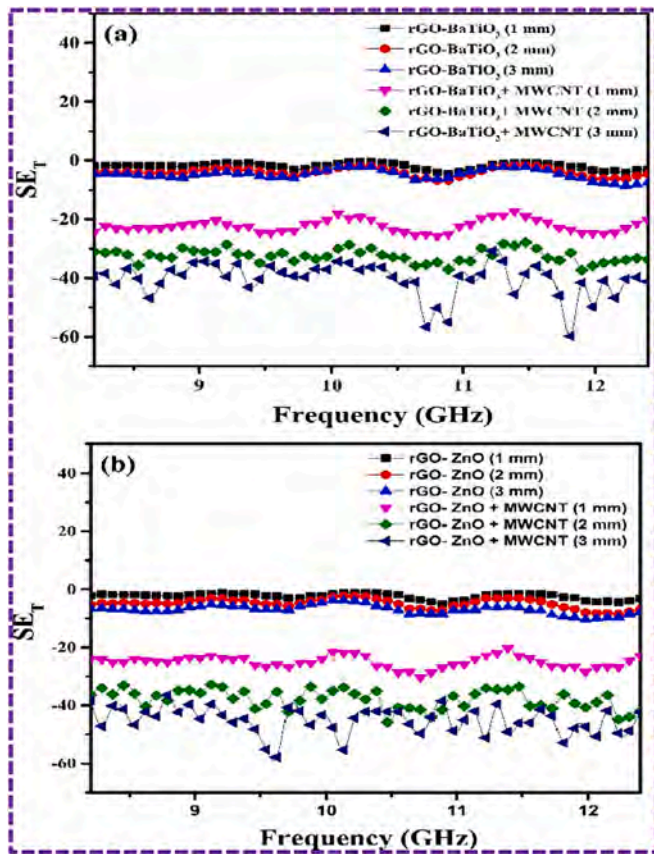 (a)
rGO-BaTiO3 (1 mm)
rGO-BaTiO3 (2 mm)
rGO-BaTiO3 (3 mm)
rGO-BaTiO3+ MWCNT (1 mm)
rGO-BaTiO3+ MWCNT (2 mm)
rGO-BaTiO3+ MWCNT (3 mm)
40
20
0
-20
-40
-60
SET
9 10 11 12
Frequency (GHz)
(b)
rGO- ZnO (1 mm)
rGO- ZnO (2 mm)
rGO- ZnO (3 mm)
rGO- ZnO + MWCNT (1 mm)
rGO- ZnO + MWCNT (2 mm)
rGO- ZnO + MWCNT (3 mm)
40
20
0
-20
-40
-60
SET
9 10 11 12
Frequency (GHz)